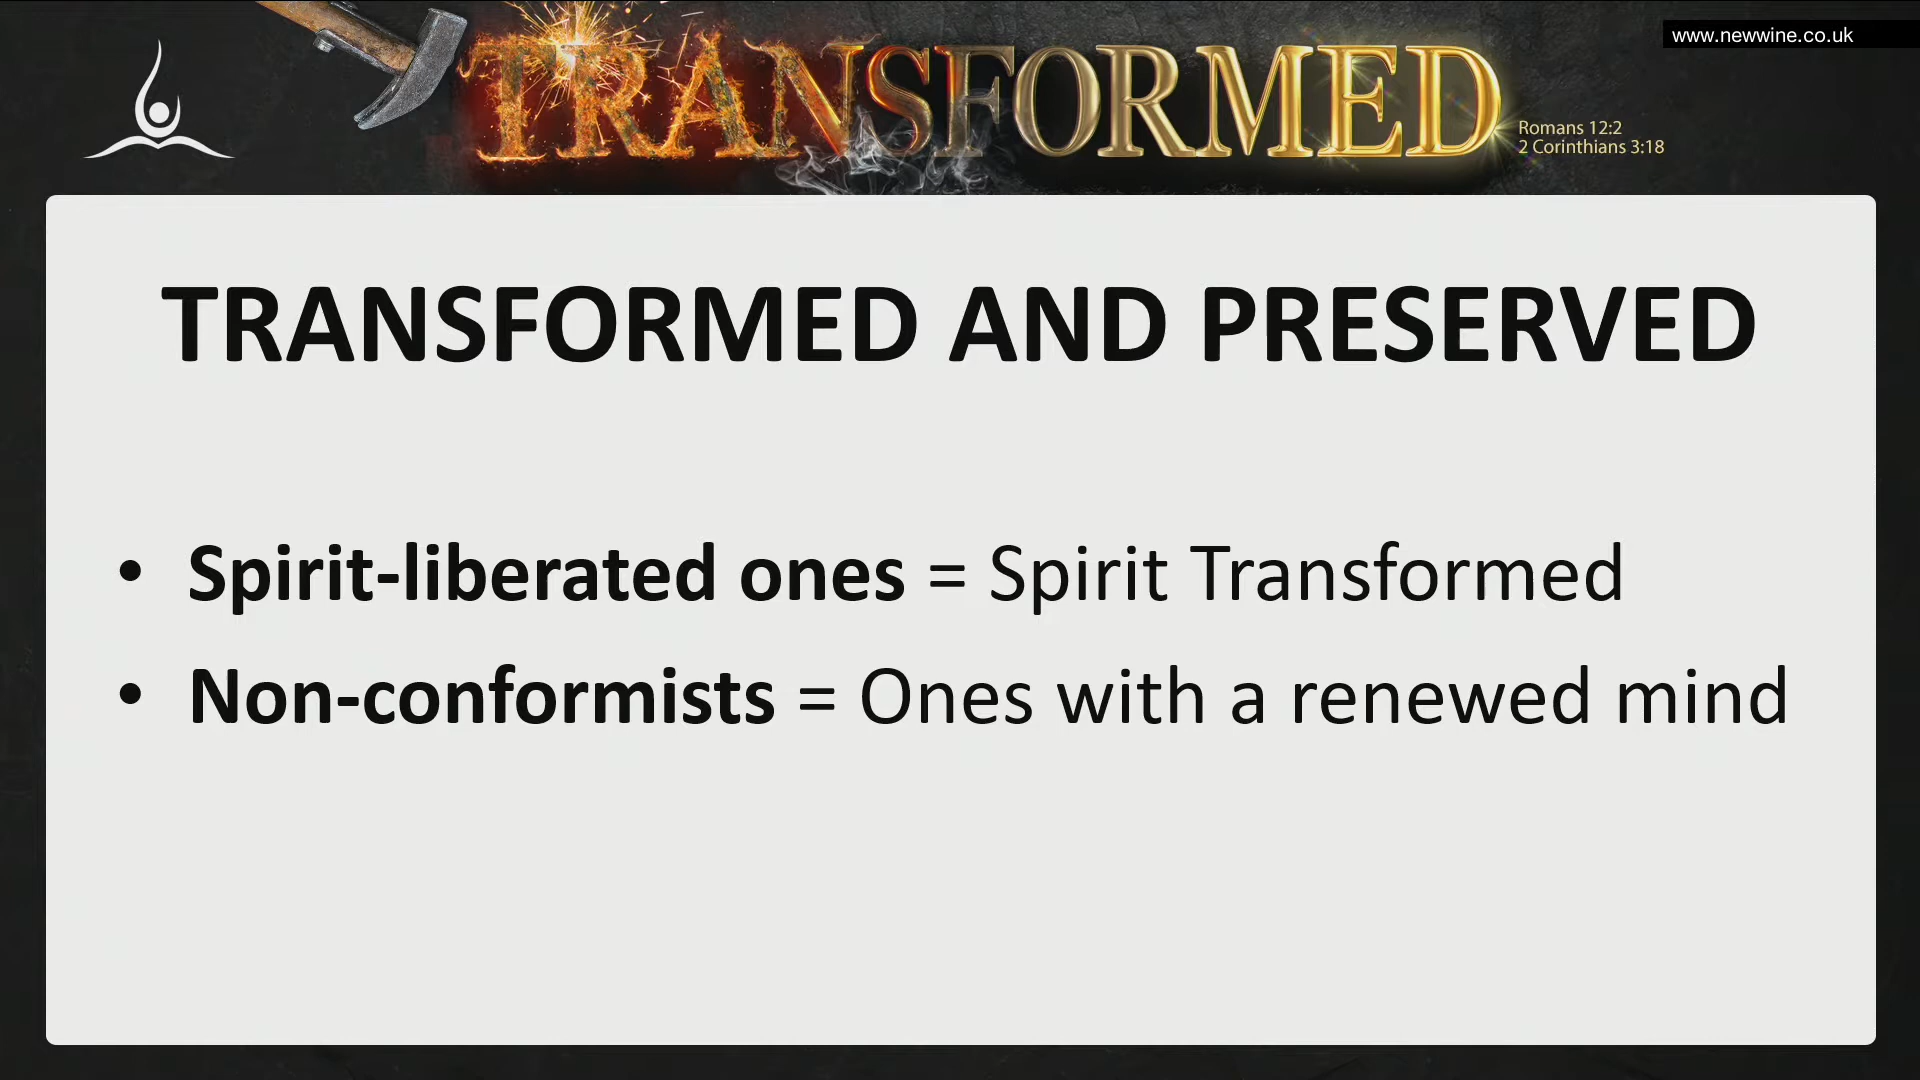 www.newwine.co.uk
TRANSFORMED
Romans 12:2
2 Corinthians 3:18
TRANSFORMED AND PRESERVED
• Spirit-liberated ones = Spirit Transformed
• Non-conformists = Ones with a renewed mind